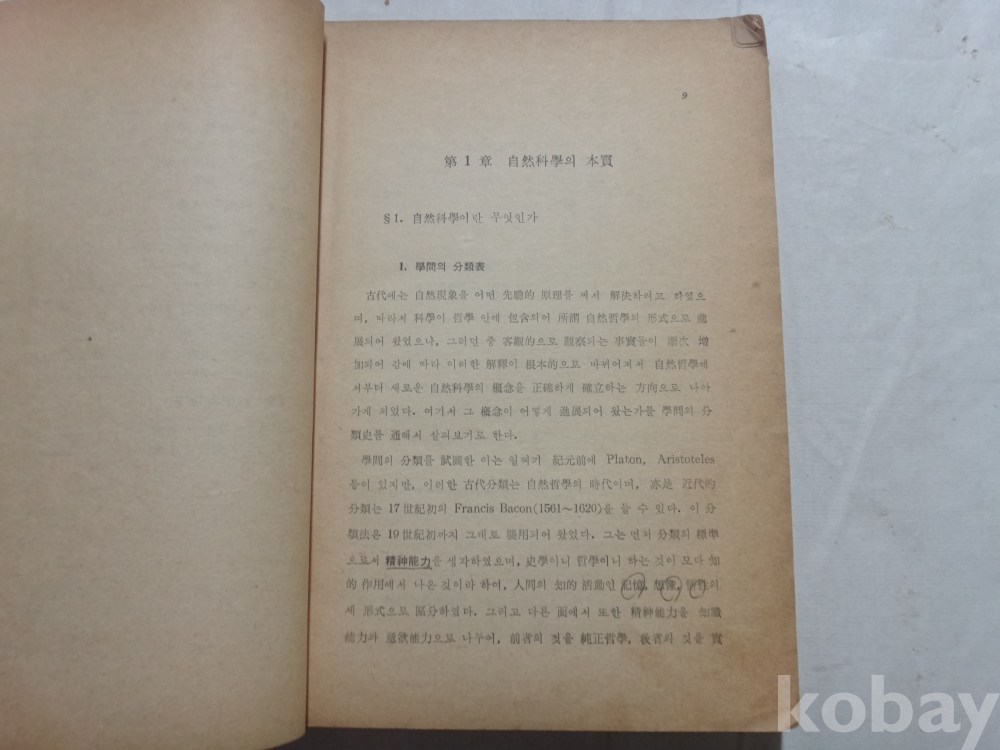 9
第 1 章 自然科學의 本質
§1. 自然科學이란 무엇인가
1. 學問의 分類表
古代에는 自然現象을 어떤 先驗的 原理를 써서 解決하려고 하였으
며, 따라서 科學이 哲學 안에 包含되어 所謂 自然哲學의 形式으로 進
展되어 왔었으나, 그러던 중 客觀的으로 觀察되는 事實들이 漸次 增
加되어 감에 따라 이러한 解釋이 根本的으로 바뀌어져서 自然哲學에
서부터 새로운 自然科學의 槪念을 正確하게 確立하는 方向으로 나아
가게 되었다. 여기서 그 槪念이 어떻게 進展되어 왔는가를 學問의 分
類史를 通해서 살펴보기로 한다.
學問의 分類를 試圖한 이는 일찌기 紀元前에 Platon, Aristoteles
등이 있지만, 이러한 古代分類는 自然哲學의 時代이며, 亦是 近代的
分類는 17世紀初의 Francis Bacon(1561～1620)을 들 수 있다. 이 分
類法은 19世紀初까지 그대로 襲用되어 왔었다. 그는 먼저 分類의 標準
으로서 精神能力을 생각하였으며, 史學이니 哲學이니 하는 것이 모다 知
的 作用에서 나온 것이라 하여, 人間의 知的 活動인 記憶, 想像, 悟性의
세 形式으로 區分하였다. 그리고 다른 面에서 또한 精神能力을 知識
能力과 意欲能力으로 나누어, 前者의 것을 純正哲學, 後者의 것을 實
kobay